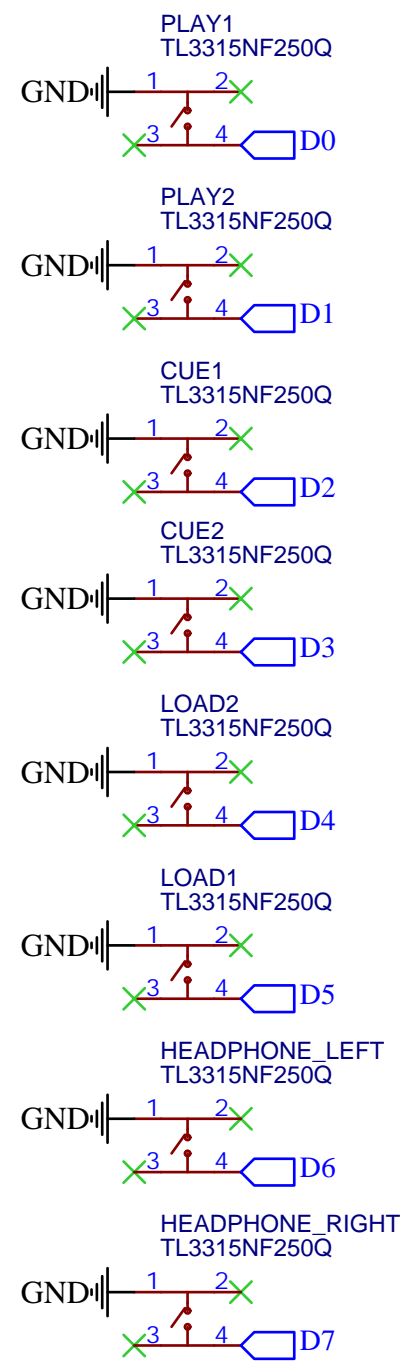 PLAY1
TL3315NF250Q
GND 1 2
3 4 D0
PLAY2
TL3315NF250Q
GND 1 2
3 4 D1
CUE1
TL3315NF250Q
GND 1 2
3 4 D2
CUE2
TL3315NF250Q
GND 1 2
3 4 D3
LOAD2
TL3315NF250Q
GND 1 2
3 4 D4
LOAD1
TL3315NF250Q
GND 1 2
3 4 D5
HEADPHONE_LEFT
TL3315NF250Q
GND 1 2
3 4 D6
HEADPHONE_RIGHT
TL3315NF250Q
GND 1 2
3 4 D7